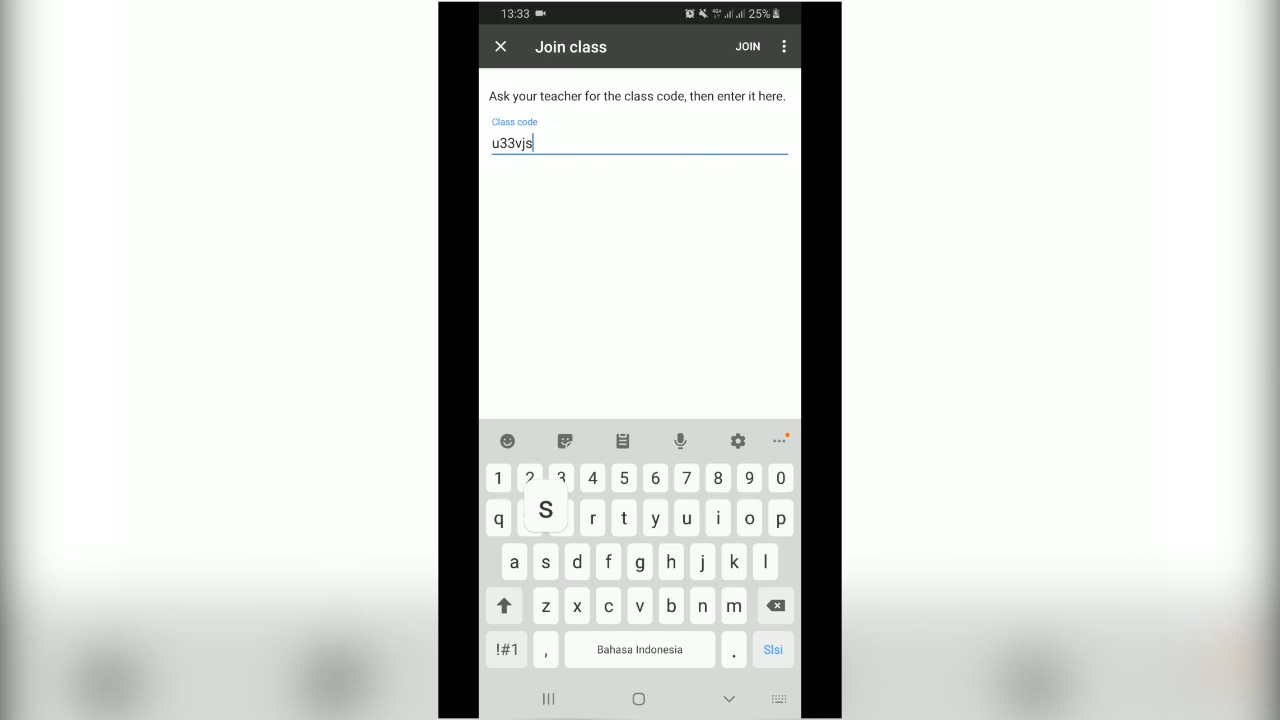 13:33 4G+ 25%
Join class JOIN
Ask your teacher for the class code, then enter it here.
Class code
u33vjs
1 2 3 4 5 6 7 8 9 0
q S r t y u i o p
a s d f g h j k l
z x c v b n m
!#1 , Bahasa Indonesia . Slsi